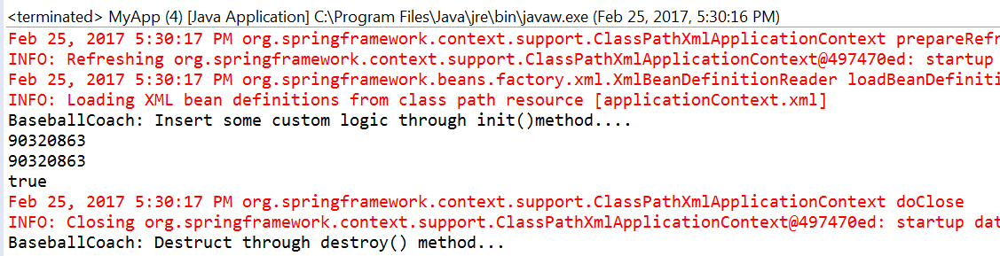 <terminated> MyApp (4) [Java Application] C:\Program Files\Java\jre\bin\javaw.exe (Feb 25, 2017, 5:30:16 PM)
Feb 25, 2017 5:30:17 PM org.springframework.context.support.ClassPathXmlApplicationContext prepareRefr
INFO: Refreshing org.springframework.context.support.ClassPathXmlApplicationContext@497470ed: startup
Feb 25, 2017 5:30:17 PM org.springframework.beans.factory.xml.XmlBeanDefinitionReader loadBeanDefiniti
INFO: Loading XML bean definitions from class path resource [applicationContext.xml]
BaseballCoach: Insert some custom logic through init()method....
90320863
90320863
true
Feb 25, 2017 5:30:17 PM org.springframework.context.support.ClassPathXmlApplicationContext doClose
INFO: Closing org.springframework.context.support.ClassPathXmlApplicationContext@497470ed: startup dat
BaseballCoach: Destruct through destroy() method...